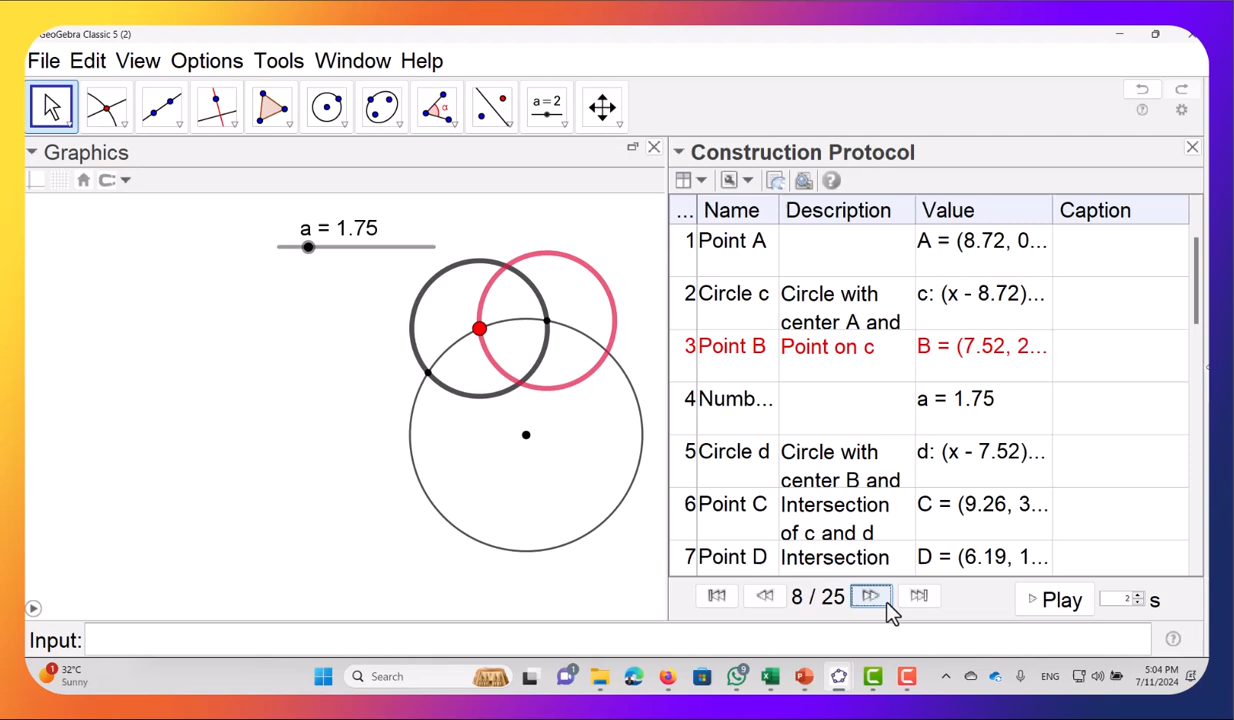 GeoGebra Classic 5 (2)
File Edit View Options Tools Window Help
α
a=2
Graphics
Construction Protocol
a = 1.75
... Name Description Value Caption
1 Point A A = (8.72, 0...
2 Circle c Circle with c: (x - 8.72)...
center A and
3 Point B Point on c B = (7.52, 2...
4 Numb... a = 1.75
5 Circle d Circle with d: (x - 7.52)...
center B and
6 Point C Intersection C = (9.26, 3...
of c and d
7 Point D Intersection D = (6.19, 1...
8 / 25 Play 2 s
Input:
1 32°C
Sunny
Search
1
9
ENG
5:04 PM
7/11/2024